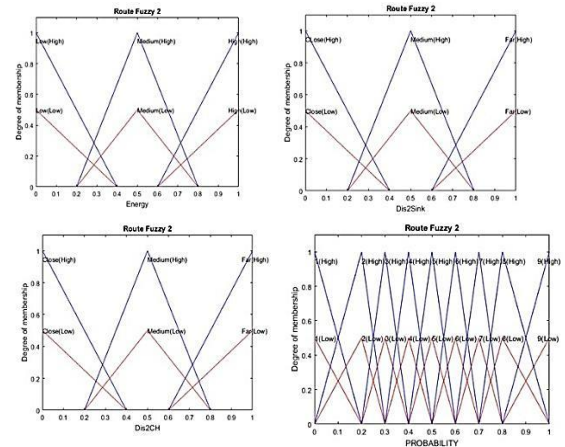 Route Fuzzy 2
Low(High) Medium(High) High(High)
Low(Low) Medium(Low) High(Low)
Degree of membership
1
0.8
0.6
0.4
0.2
0
0 0.1 0.2 0.3 0.4 0.5 0.6 0.7 0.8 0.9 1
Energy
Route Fuzzy 2
Close(High) Medium(High) Far(High)
Close(Low) Medium(Low) Far(Low)
Degree of membership
1
0.8
0.6
0.4
0.2
0
0 0.1 0.2 0.3 0.4 0.5 0.6 0.7 0.8 0.9 1
Dis2Sink
Route Fuzzy 2
Close(High) Medium(High) Far(High)
Close(Low) Medium(Low) Far(Low)
Degree of membership
1
0.8
0.6
0.4
0.2
0
0 0.1 0.2 0.3 0.4 0.5 0.6 0.7 0.8 0.9 1
Dis2CH
Route Fuzzy 2
1(High) 2(High) 3(High) 4(High) 5(High) 6(High) 7(High) 8(High) 9(High)
1(Low) 2(Low) 3(Low) 4(Low) 5(Low) 6(Low) 7(Low) 8(Low) 9(Low)
Degree of membership
1
0.8
0.6
0.4
0.2
0
0 0.1 0.2 0.3 0.4 0.5 0.6 0.7 0.8 0.9 1
PROBABILITY